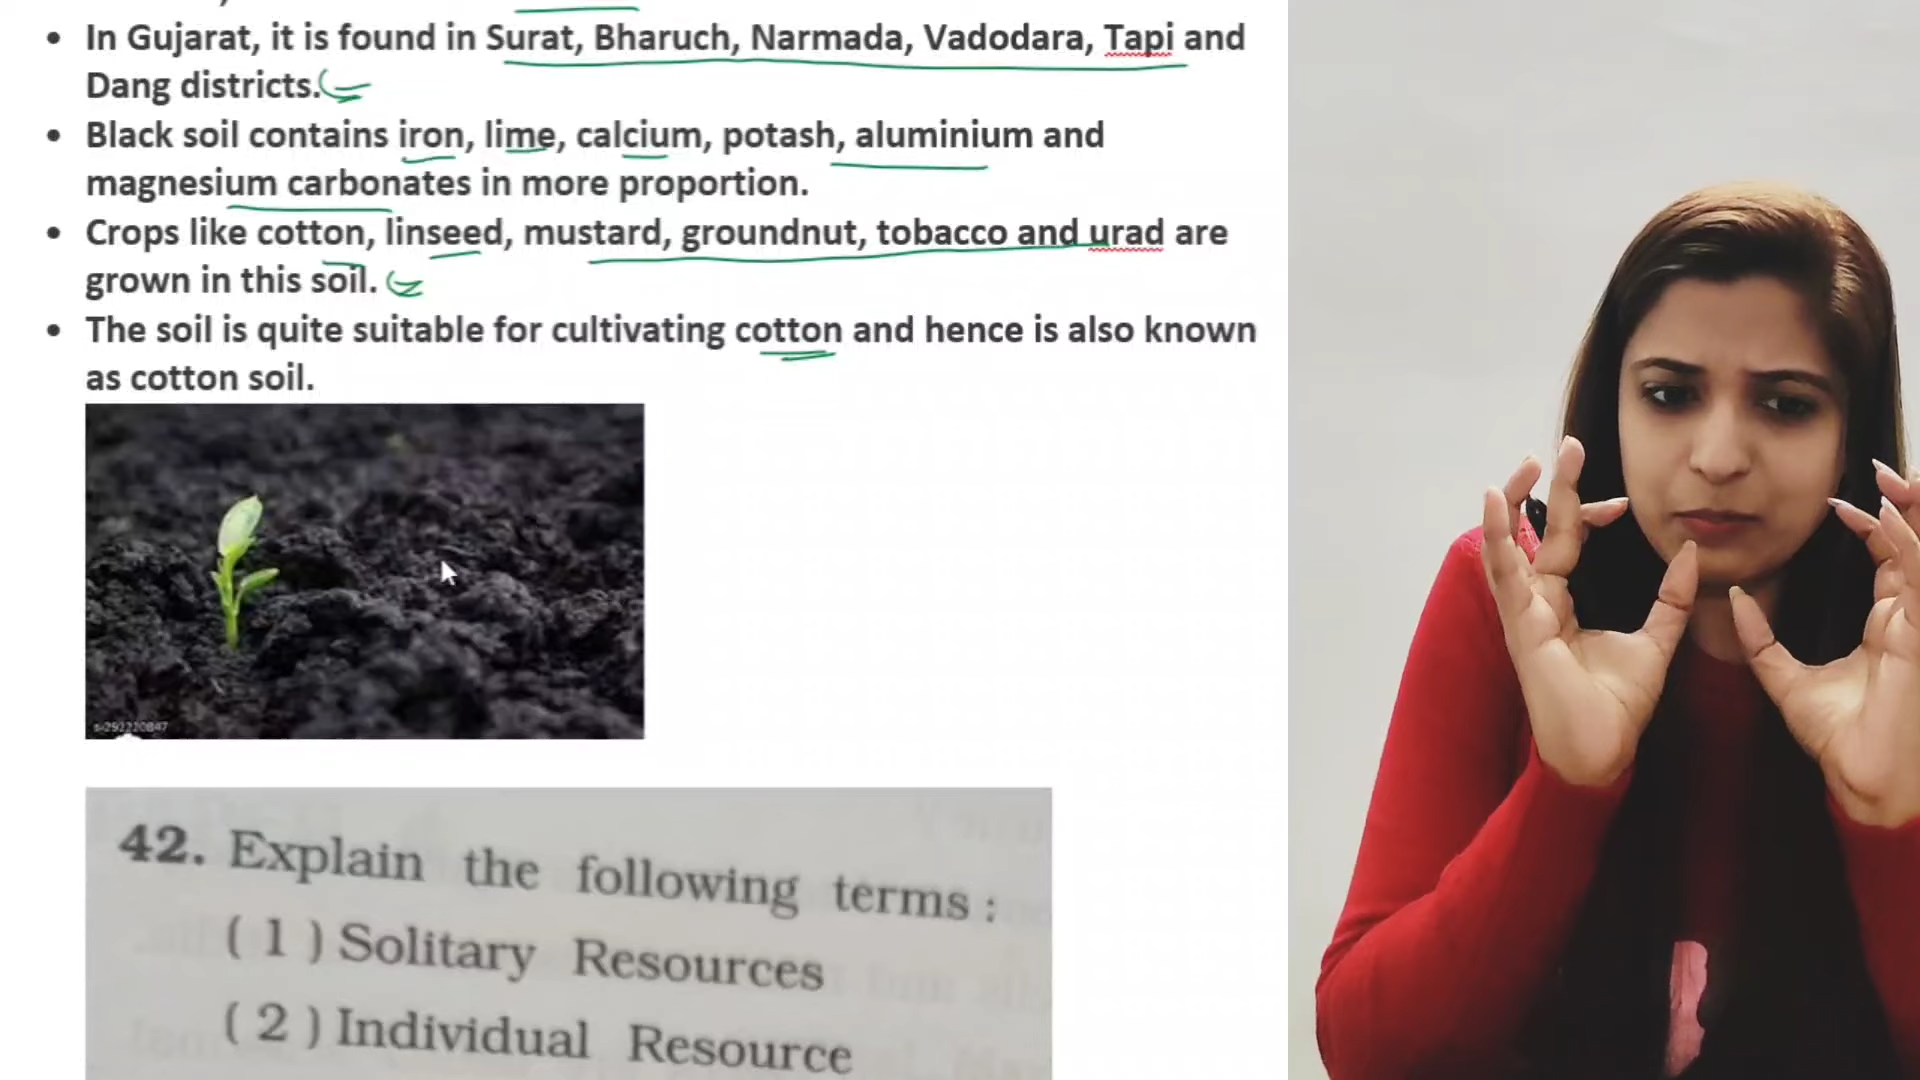 • In Gujarat, it is found in Surat, Bharuch, Narmada, Vadodara, Tapi and
Dang districts.
• Black soil contains iron, lime, calcium, potash, aluminium and
magnesium carbonates in more proportion.
• Crops like cotton, linseed, mustard, groundnut, tobacco and urad are
grown in this soil.
• The soil is quite suitable for cultivating cotton and hence is also known
as cotton soil.
42. Explain the following terms :
( 1 ) Solitary Resources
( 2 ) Individual Resource